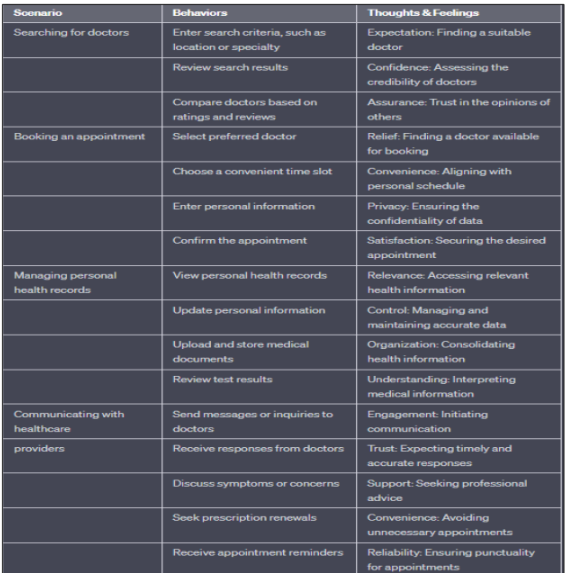 Scenario Behaviors Thoughts & Feelings
Searching for doctors Enter search criteria, such as Expectation: Finding a suitable
location or specialty doctor
Review search results Confidence: Assessing the
credibility of doctors
Compare doctors based on Assurance: Trust in the opinions of
ratings and reviews others
Booking an appointment Select preferred doctor Relief: Finding a doctor available
for booking
Choose a convenient time slot Convenience: Aligning with
personal schedule
Enter personal information Privacy: Ensuring the
confidentiality of data
Confirm the appointment Satisfaction: Securing the desired
appointment
Managing personal View personal health records Relevance: Accessing relevant
health records health information
Update personal information Control: Managing and
maintaining accurate data
Upload and store medical Organization: Consolidating
documents health information
Review test results Understanding: Interpreting
medical information
Communicating with Send messages or inquiries to Engagement: Initiating
healthcare doctors communication
providers Receive responses from doctors Trust: Expecting timely and
accurate responses
Discuss symptoms or concerns Support: Seeking professional
advice
Seek prescription renewals Convenience: Avoiding
unnecessary appointments
Receive appointment reminders Reliability: Ensuring punctuality
for appointments